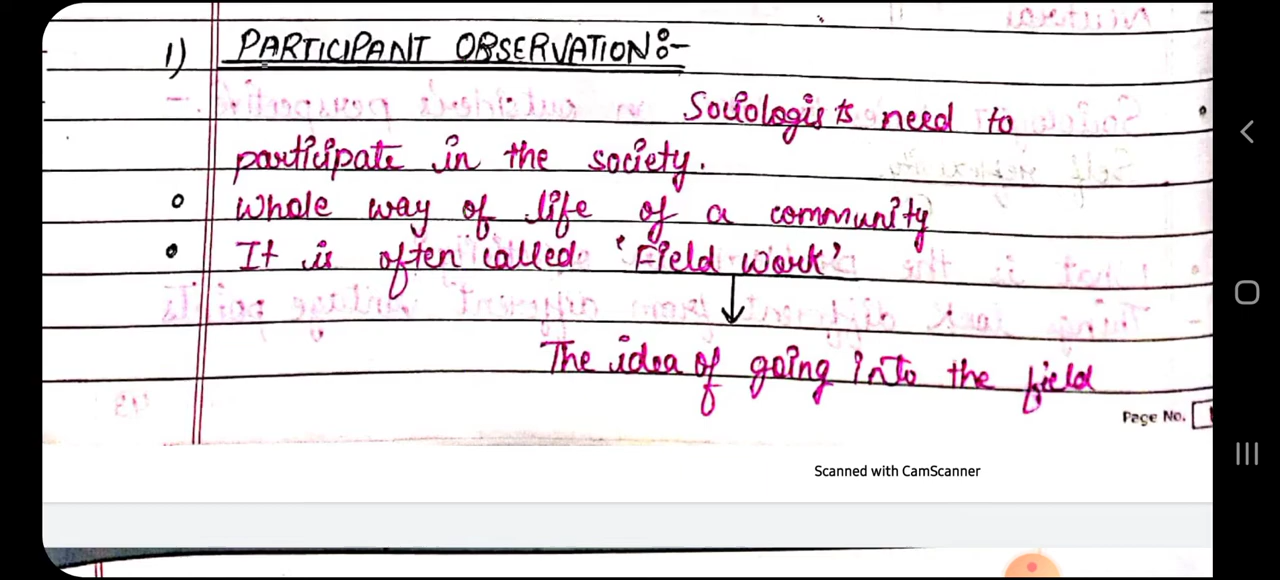 1) PARTICIPANT OBSERVATION:-
Sociologists need to
participate in the society.
Whole way of life of a community
It is often called 'Field work'
The idea of going into the field
Page No.
Scanned with CamScanner